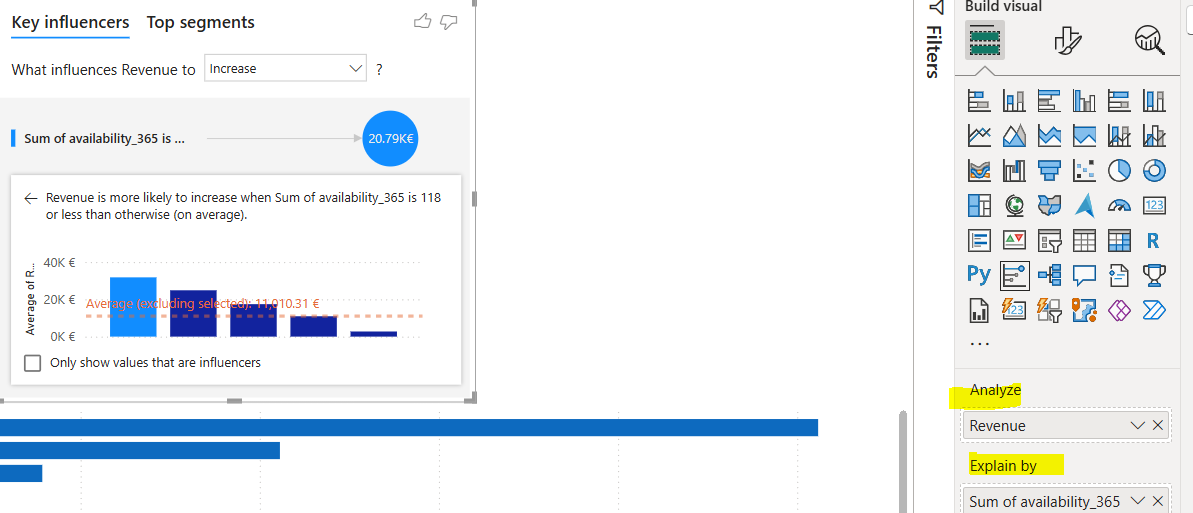 Build visual
Key influencers Top segments
Filters
What influences Revenue to Increase ?
Sum of availability_365 is ... 20.79K€
Revenue is more likely to increase when Sum of availability_365 is 118
or less than otherwise (on average).
Average of R...
40K €
20K €
0K €
Average (excluding selected): 11,010.31 €
Only show values that are influencers
123
R
Py
123
...
Analyze
Revenue
Explain by
Sum of availability_365